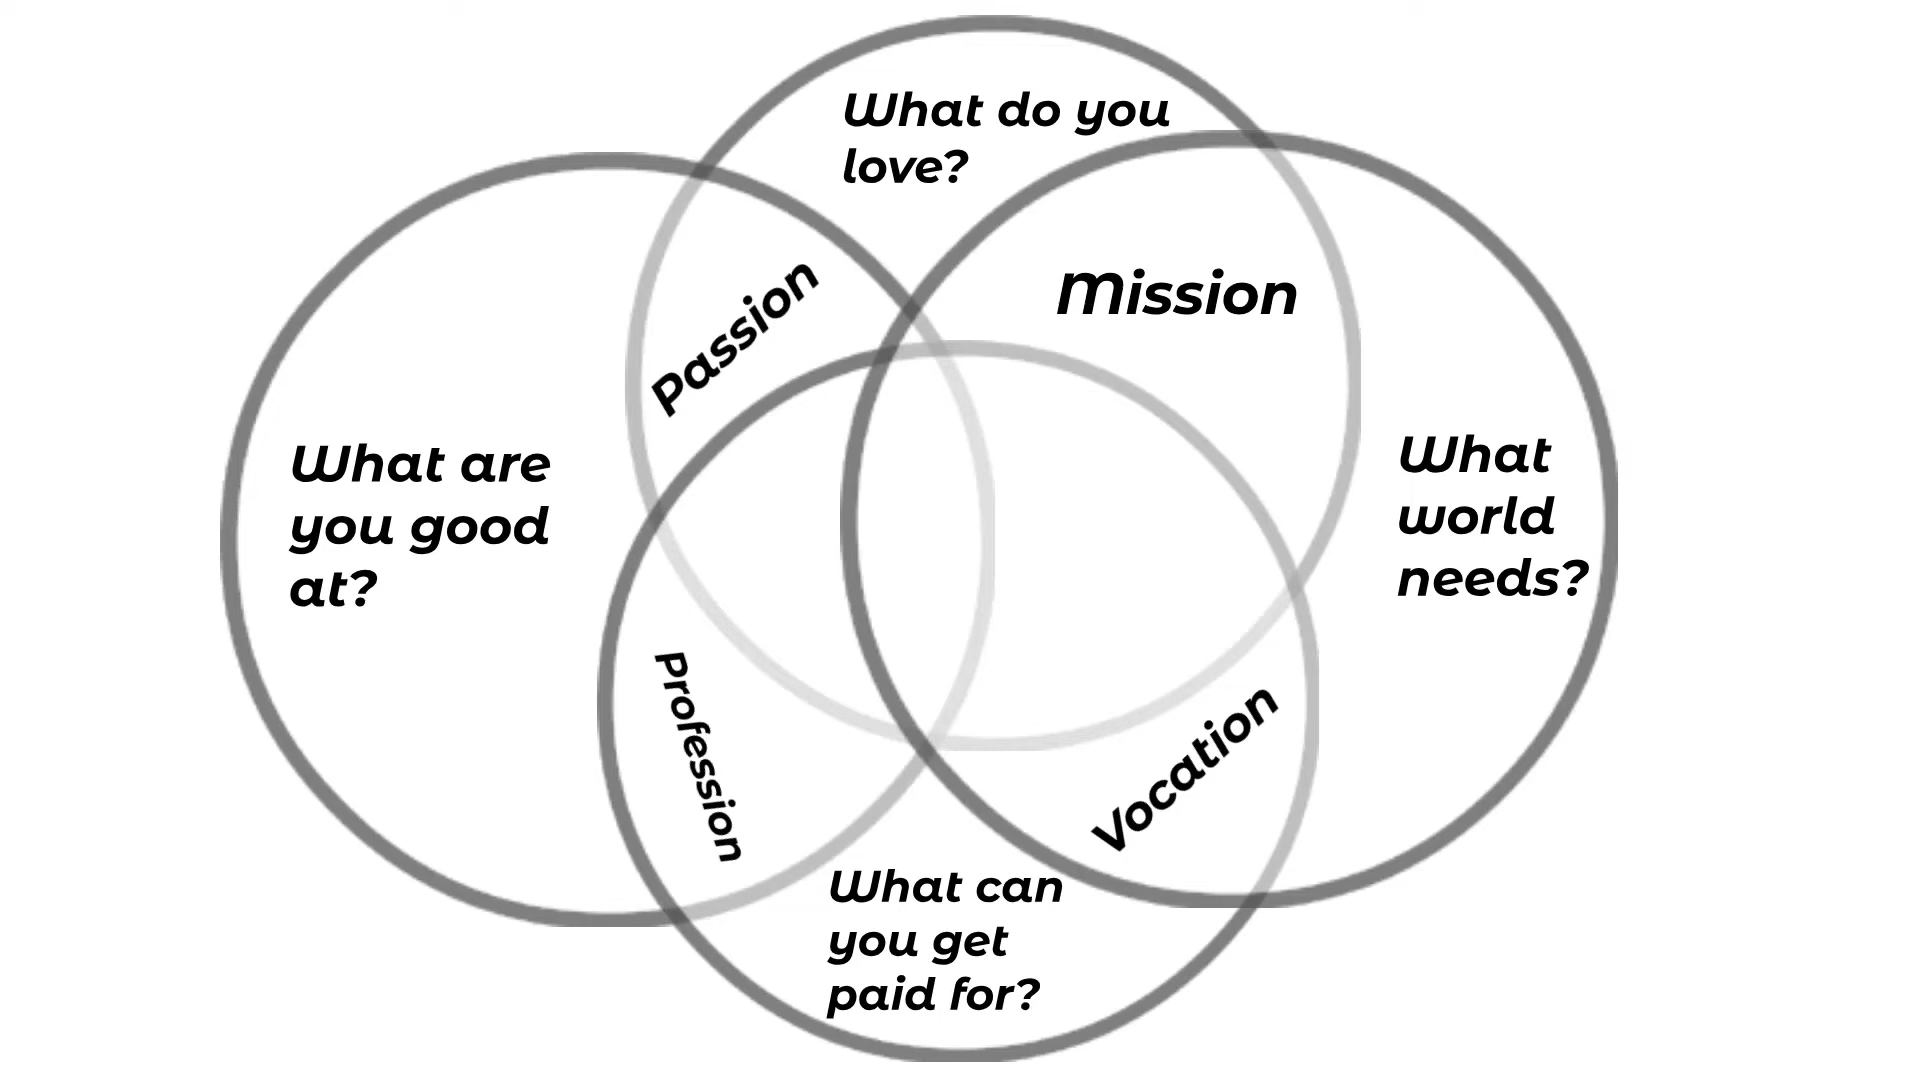 What do you
love?
Passion
Mission
What are
you good
at?
What
world
needs?
Profession
Vocation
What can
you get
paid for?